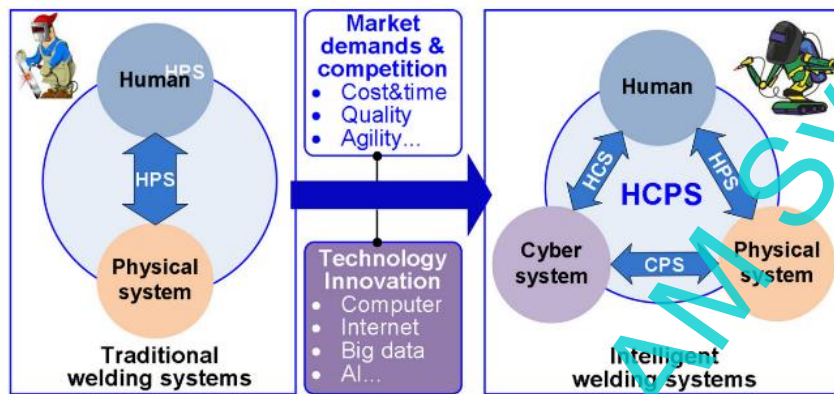 Human
HPS
HPS
Physical
system
Traditional
welding systems
Market
demands &
competition
• Cost&time
• Quality
• Agility...
Technology
Innovation
• Computer
• Internet
• Big data
• AI...
Human
HCS
HPS
HCPS
Cyber
system
CPS
Physical
system
Intelligent
welding systems